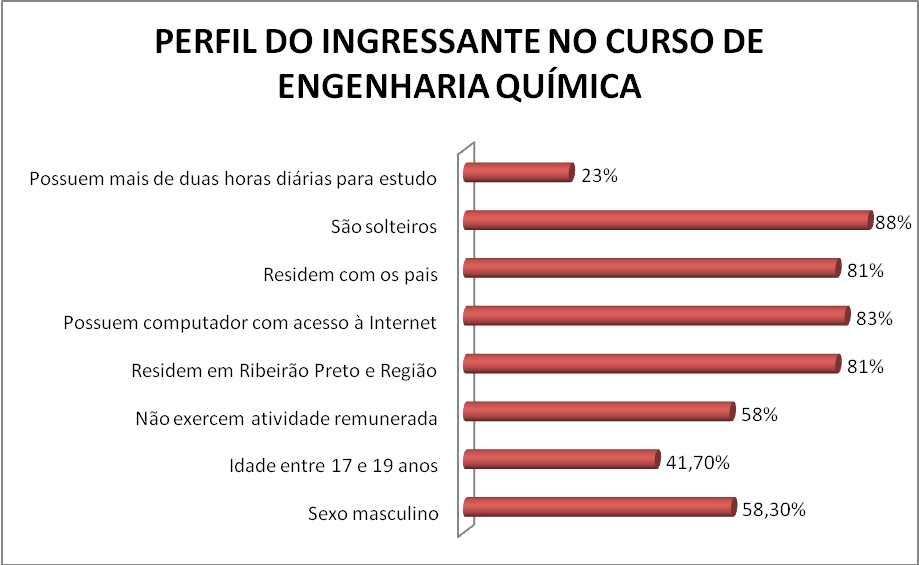 PERFIL DO INGRESSANTE NO CURSO DE
ENGENHARIA QUÍMICA
Possuem mais de duas horas diárias para estudo
23%
São solteiros
88%
Residem com os pais
81%
Possuem computador com acesso à Internet
83%
Residem em Ribeirão Preto e Região
81%
Não exercem atividade remunerada
58%
Idade entre 17 e 19 anos
41,70%
Sexo masculino
58,30%